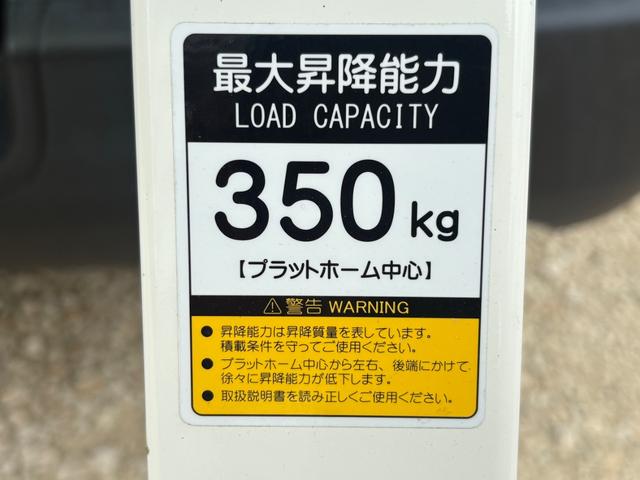 最大昇降能力
LOAD CAPACITY
350 kg
【プラットホーム中心】
⚠警告 WARNING
● 昇降能力は昇降質量を表しています。
積載条件を守ってご使用ください。
● プラットホーム中心から左右、後端にかけて
徐々に昇降能力が低下します。
● 取扱説明書を読み正しくご使用ください。